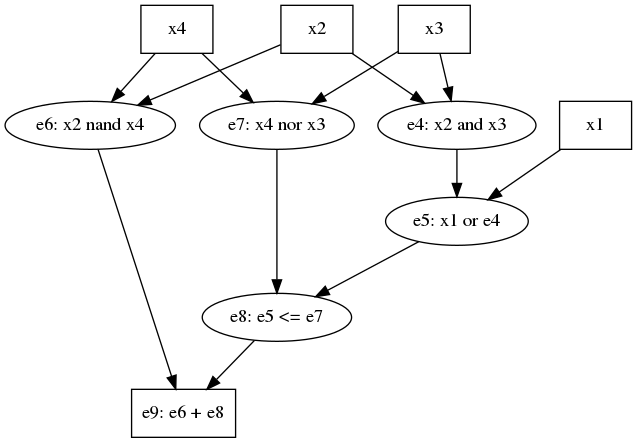 x4
x2
x3
e6: x2 nand x4
e7: x4 nor x3
e4: x2 and x3
x1
e5: x1 or e4
e8: e5 <= e7
e9: e6 + e8